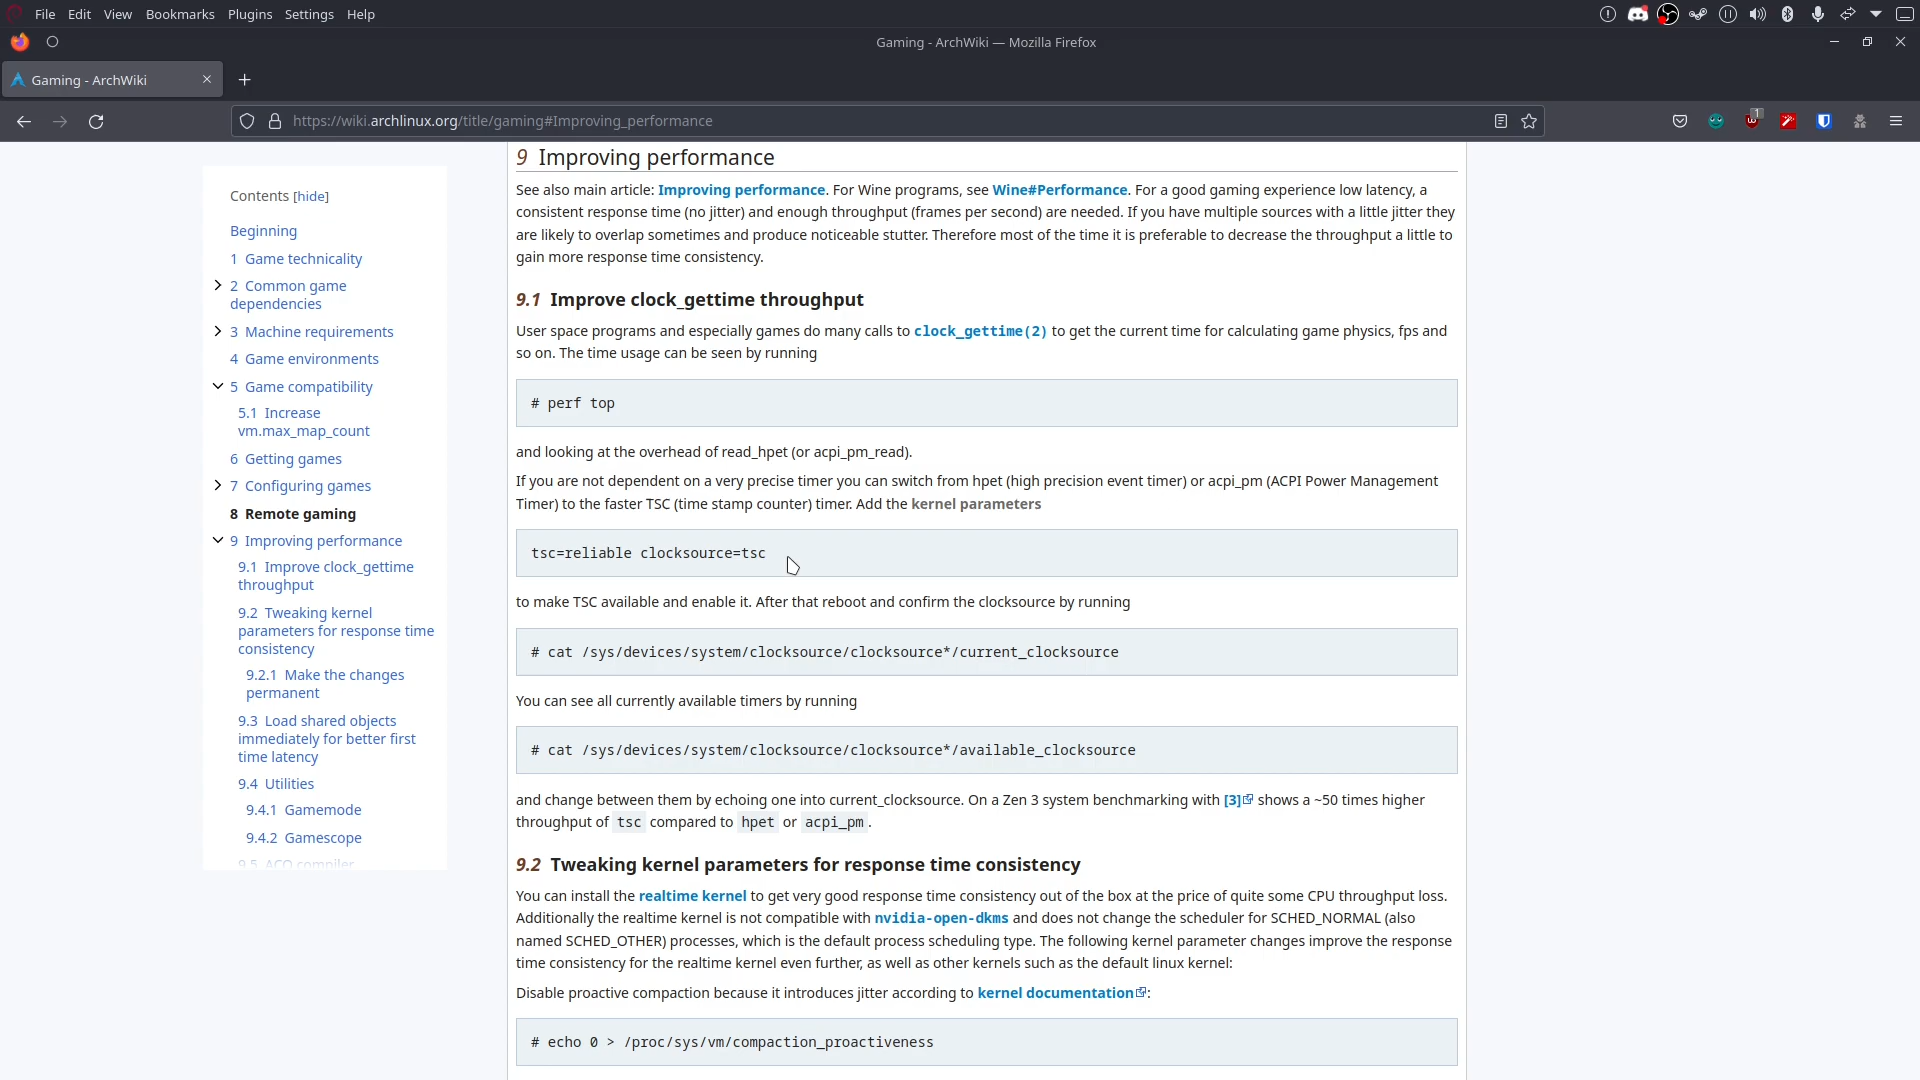 File Edit View Bookmarks Plugins Settings Help
Gaming - ArchWiki — Mozilla Firefox
Gaming - ArchWiki
https://wiki.archlinux.org/title/gaming#Improving_performance
1
Contents [hide]
Beginning
1 Game technicality
2 Common game
dependencies
3 Machine requirements
4 Game environments
5 Game compatibility
5.1 Increase
vm.max_map_count
6 Getting games
7 Configuring games
8 Remote gaming
9 Improving performance
9.1 Improve clock_gettime
throughput
9.2 Tweaking kernel
parameters for response time
consistency
9.2.1 Make the changes
permanent
9.3 Load shared objects
immediately for better first
time latency
9.4 Utilities
9.4.1 Gamemode
9.4.2 Gamescope
9.5 ACO compiler
9 Improving performance
See also main article: Improving performance. For Wine programs, see Wine#Performance. For a good gaming experience low latency, a
consistent response time (no jitter) and enough throughput (frames per second) are needed. If you have multiple sources with a little jitter they
are likely to overlap sometimes and produce noticeable stutter. Therefore most of the time it is preferable to decrease the throughput a little to
gain more response time consistency.
9.1 Improve clock_gettime throughput
User space programs and especially games do many calls to clock_gettime(2) to get the current time for calculating game physics, fps and
so on. The time usage can be seen by running
# perf top
and looking at the overhead of read_hpet (or acpi_pm_read).
If you are not dependent on a very precise timer you can switch from hpet (high precision event timer) or acpi_pm (ACPI Power Management
Timer) to the faster TSC (time stamp counter) timer. Add the kernel parameters
tsc=reliable clocksource=tsc
to make TSC available and enable it. After that reboot and confirm the clocksource by running
# cat /sys/devices/system/clocksource/clocksource*/current_clocksource
You can see all currently available timers by running
# cat /sys/devices/system/clocksource/clocksource*/available_clocksource
and change between them by echoing one into current_clocksource. On a Zen 3 system benchmarking with [3] shows a ~50 times higher
throughput of tsc compared to hpet or acpi_pm.
9.2 Tweaking kernel parameters for response time consistency
You can install the realtime kernel to get very good response time consistency out of the box at the price of quite some CPU throughput loss.
Additionally the realtime kernel is not compatible with nvidia-open-dkms and does not change the scheduler for SCHED_NORMAL (also
named SCHED_OTHER) processes, which is the default process scheduling type. The following kernel parameter changes improve the response
time consistency for the realtime kernel even further, as well as other kernels such as the default linux kernel:
Disable proactive compaction because it introduces jitter according to kernel documentation:
# echo 0 > /proc/sys/vm/compaction_proactiveness